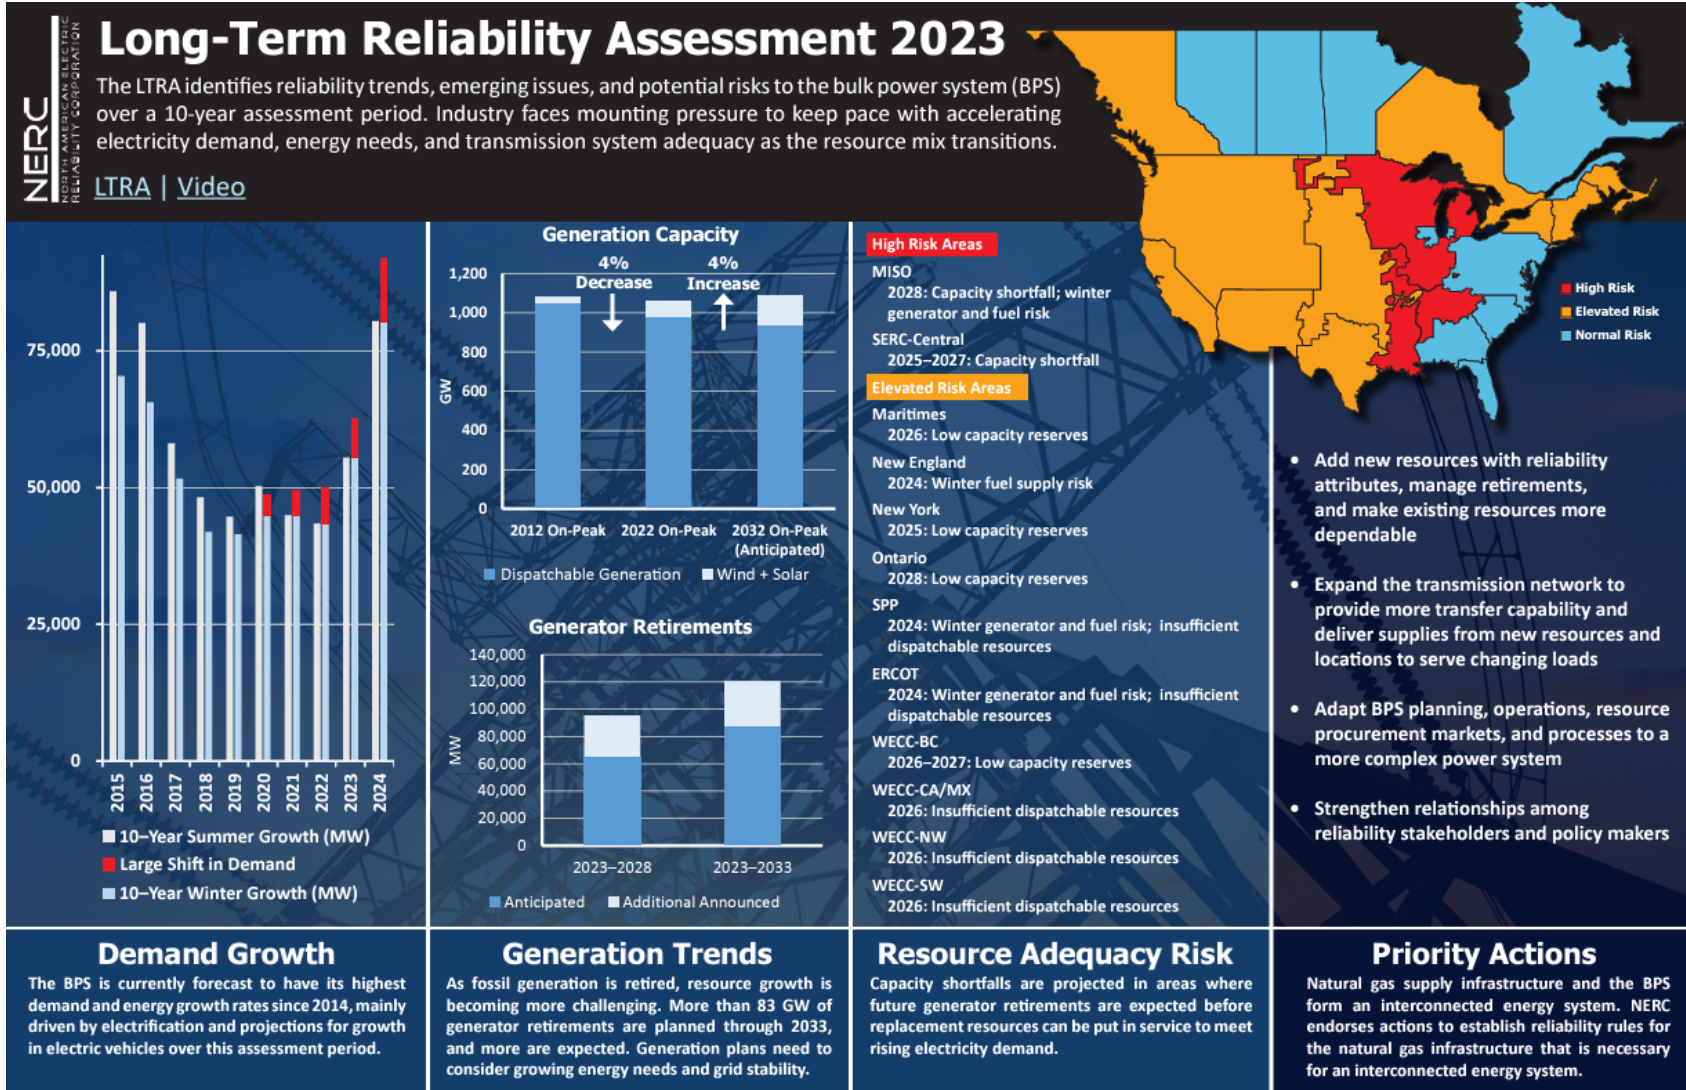 NERC
NORTH AMERICAN ELECTRIC
RELIABILITY CORPORATION
Long-Term Reliability Assessment 2023
The LTRA identifies reliability trends, emerging issues, and potential risks to the bulk power system (BPS)
over a 10-year assessment period. Industry faces mounting pressure to keep pace with accelerating
electricity demand, energy needs, and transmission system adequacy as the resource mix transitions.
LTRA | Video
75,000
50,000
25,000
0
2015
2016
2017
2018
2019
2020
2021
2022
2023
2024
10–Year Summer Growth (MW)
Large Shift in Demand
10–Year Winter Growth (MW)
Demand Growth
The BPS is currently forecast to have its highest
demand and energy growth rates since 2014, mainly
driven by electrification and projections for growth
in electric vehicles over this assessment period.
Generation Capacity
4%
Decrease
4%
Increase
1,200
1,000
800
600
400
200
0
GW
2012 On-Peak
2022 On-Peak
2032 On-Peak
(Anticipated)
Dispatchable Generation
Wind + Solar
Generator Retirements
140,000
120,000
100,000
80,000
60,000
40,000
20,000
0
MW
2023–2028
2023–2033
Anticipated
Additional Announced
Generation Trends
As fossil generation is retired, resource growth is
becoming more challenging. More than 83 GW of
generator retirements are planned through 2033,
and more are expected. Generation plans need to
consider growing energy needs and grid stability.
High Risk Areas
MISO
2028: Capacity shortfall; winter
generator and fuel risk
SERC-Central
2025–2027: Capacity shortfall
Elevated Risk Areas
Maritimes
2026: Low capacity reserves
New England
2024: Winter fuel supply risk
New York
2025: Low capacity reserves
Ontario
2028: Low capacity reserves
SPP
2024: Winter generator and fuel risk; insufficient
dispatchable resources
ERCOT
2024: Winter generator and fuel risk; insufficient
dispatchable resources
WECC-BC
2026–2027: Low capacity reserves
WECC-CA/MX
2026: Insufficient dispatchable resources
WECC-NW
2026: Insufficient dispatchable resources
WECC-SW
2026: Insufficient dispatchable resources
Resource Adequacy Risk
Capacity shortfalls are projected in areas where
future generator retirements are expected before
replacement resources can be put in service to meet
rising electricity demand.
High Risk
Elevated Risk
Normal Risk
• Add new resources with reliability
attributes, manage retirements,
and make existing resources more
dependable
• Expand the transmission network to
provide more transfer capability and
deliver supplies from new resources and
locations to serve changing loads
• Adapt BPS planning, operations, resource
procurement markets, and processes to a
more complex power system
• Strengthen relationships among
reliability stakeholders and policy makers
Priority Actions
Natural gas supply infrastructure and the BPS
form an interconnected energy system. NERC
endorses actions to establish reliability rules for
the natural gas infrastructure that is necessary
for an interconnected energy system.